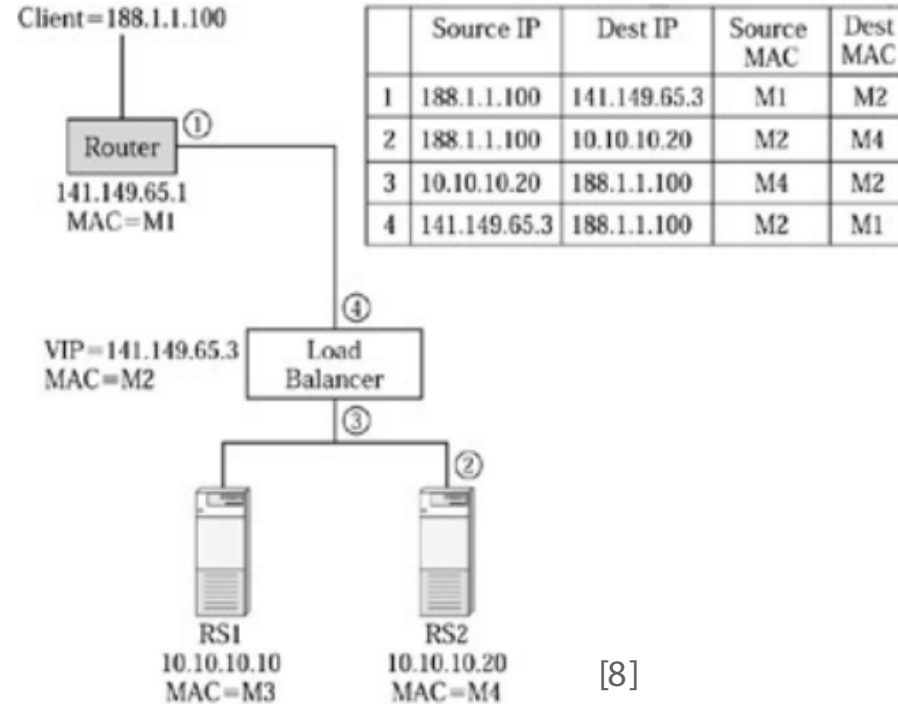 Client=188.1.1.100
Source IP Dest IP Source MAC Dest MAC
1 188.1.1.100 141.149.65.3 M1 M2
2 188.1.1.100 10.10.10.20 M2 M4
3 10.10.10.20 188.1.1.100 M4 M2
4 141.149.65.3 188.1.1.100 M2 M1
①
Router
141.149.65.1
MAC=M1
④
VIP=141.149.65.3
MAC=M2
Load
Balancer
③
②
RS1
10.10.10.10
MAC=M3
RS2
10.10.10.20
MAC=M4
[8]